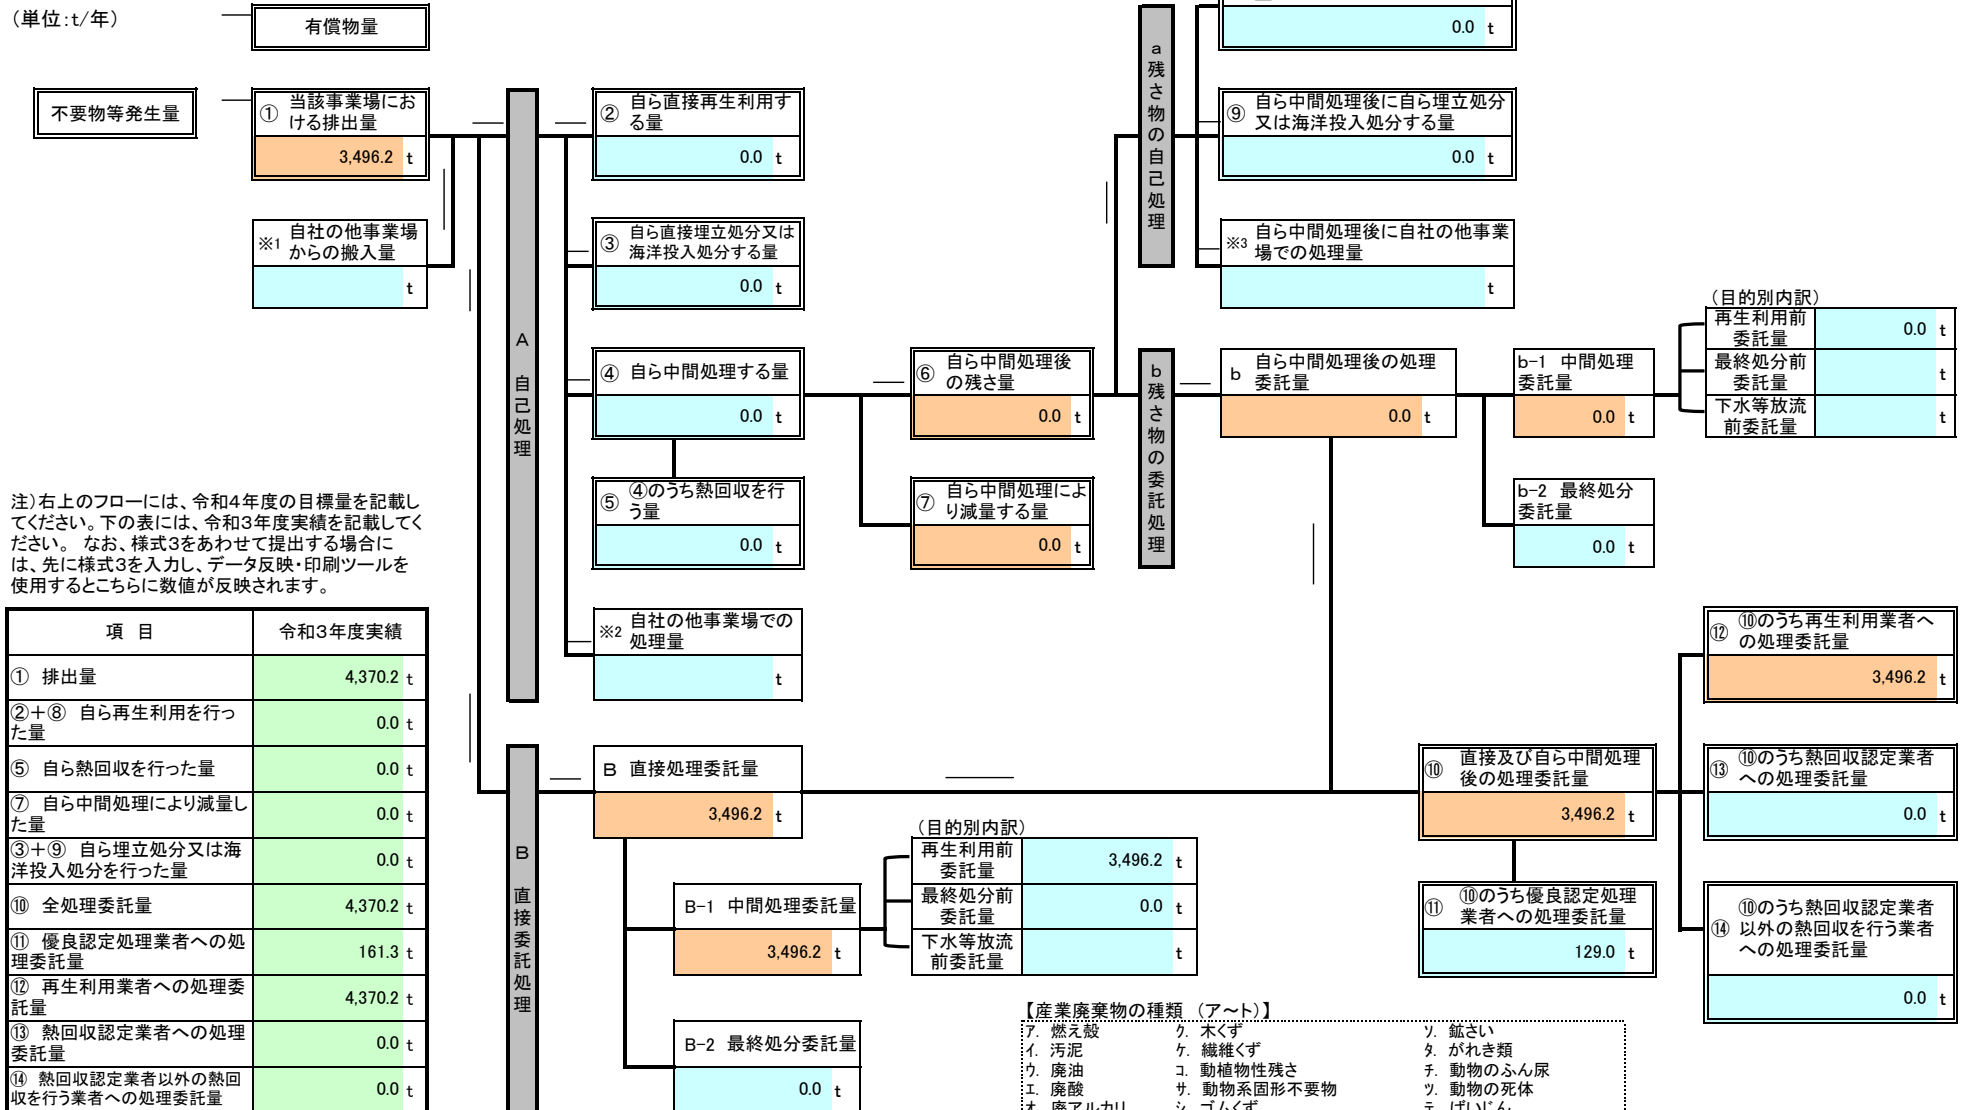 （単位:t/年）
有償物量
不要物等発生量
① 当該事業場にお
ける排出量
3,496.2 t
※1 自社の他事業場
からの搬入量
t
A 自己処理
② 自ら直接再生利用す
る量
0.0 t
③ 自ら直接埋立処分又は
海洋投入処分する量
0.0 t
④ 自ら中間処理する量
0.0 t
⑤ ④のうち熱回収を行
う量
0.0 t
※2 自社の他事業場での
処理量
t
⑥ 自ら中間処理後
の残さ量
0.0 t
⑦ 自ら中間処理によ
り減量する量
0.0 t
a 残さ物の自己処理
0.0 t
⑨ 自ら中間処理後に自ら埋立処分
又は海洋投入処分する量
0.0 t
※3 自ら中間処理後に自社の他事業
場での処理量
t
b 残さ物の委託処理
b 自ら中間処理後の処理
委託量
0.0 t
b-1 中間処理
委託量
0.0 t
b-2 最終処分
委託量
0.0 t
（目的別内訳）
再生利用前
委託量
0.0 t
最終処分前
委託量
t
下水等放流
前委託量
t
注）右上のフローには、令和４年度の目標量を記載し
てください。下の表には、令和３年度実績を記載してく
ださい。 なお、様式３をあわせて提出する場合に
は、先に様式３を入力し、データ反映・印刷ツールを
使用するとこちらに数値が反映されます。
項 目 令和３年度実績
① 排出量 4,370.2 t
②＋⑧ 自ら再生利用を行っ
た量 0.0 t
⑤ 自ら熱回収を行った量 0.0 t
⑦ 自ら中間処理により減量し
た量 0.0 t
③＋⑨ 自ら埋立処分又は海
洋投入処分を行った量 0.0 t
⑩ 全処理委託量 4,370.2 t
⑪ 優良認定処理業者への処
理委託量 161.3 t
⑫ 再生利用業者への処理委
託量 4,370.2 t
⑬ 熱回収認定業者への処理
委託量 0.0 t
⑭ 熱回収認定業者以外の熱回
収を行う業者への処理委託量 0.0 t
B 直接委託処理
B 直接処理委託量
3,496.2 t
B-1 中間処理委託量
3,496.2 t
B-2 最終処分委託量
0.0 t
（目的別内訳）
再生利用前
委託量
3,496.2 t
最終処分前
委託量
0.0 t
下水等放流
前委託量
t
⑩ 直接及び自ら中間処理
後の処理委託量
3,496.2 t
⑪ ⑩のうち優良認定処理
業者への処理委託量
129.0 t
⑫ ⑩のうち再生利用業者へ
の処理委託量
3,496.2 t
⑬ ⑩のうち熱回収認定業者
への処理委託量
0.0 t
⑭ ⑩のうち熱回収認定業者
以外の熱回収を行う業者
への処理委託量
0.0 t
【産業廃棄物の種類 （ア～ト）】
ｱ. 燃え殻 ｸ. 木くず ｿ. 鉱さい
ｲ. 汚泥 ｹ. 繊維くず ﾀ. がれき類
ｳ. 廃油 ｺ. 動植物性残さ ﾁ. 動物のふん尿
ｴ. 廃酸 ｻ. 動物系固形不要物 ﾂ. 動物の死体
ｵ. 廃アルカリ ｼ. ゴムくず ﾃ. ばいじん